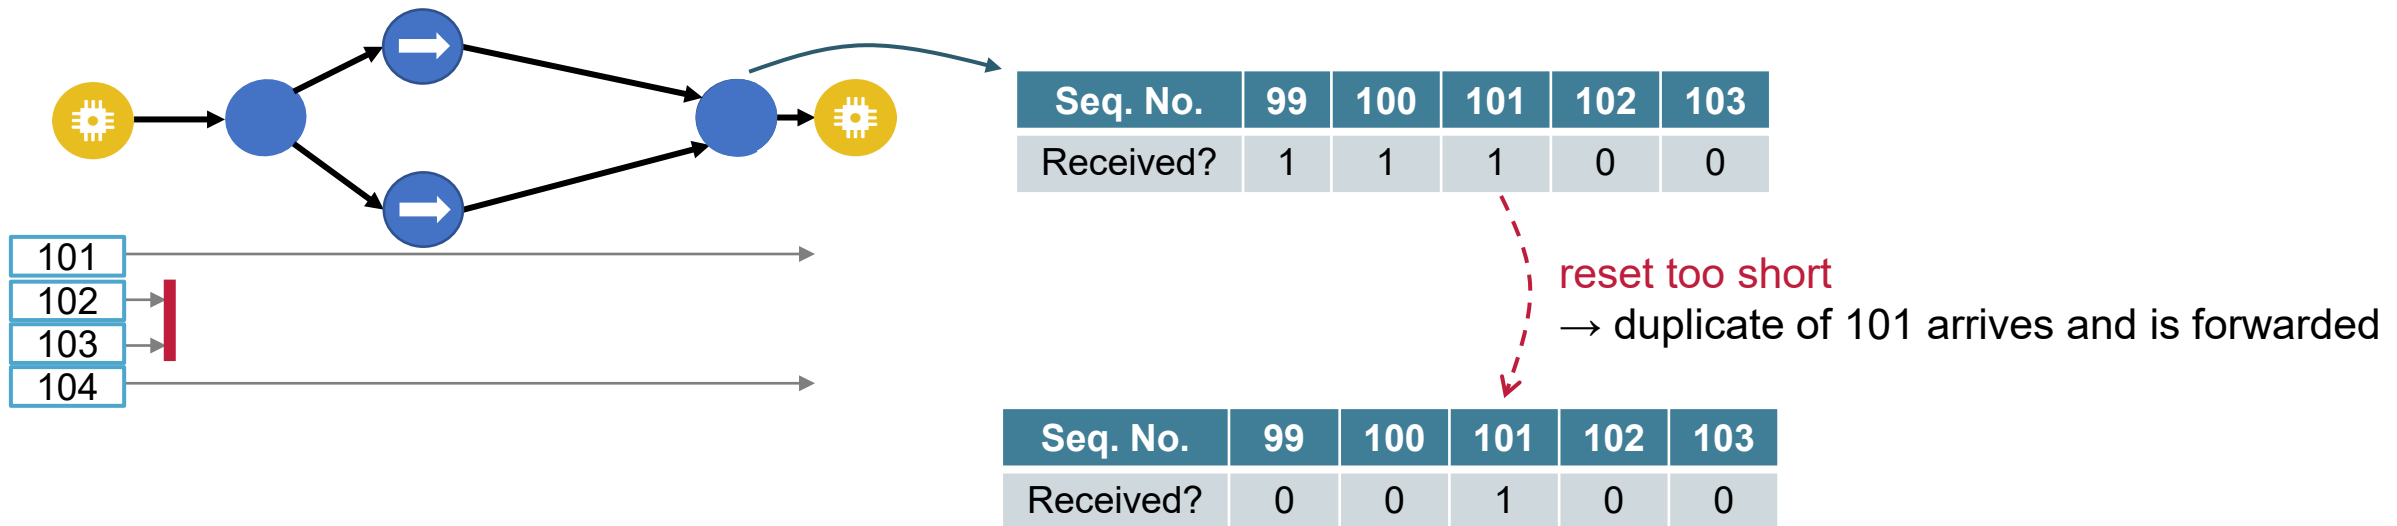 Seq. No. 99 100 101 102 103
Received? 1 1 1 0 0
101
102
103
104
reset too short
→ duplicate of 101 arrives and is forwarded
Seq. No. 99 100 101 102 103
Received? 0 0 1 0 0